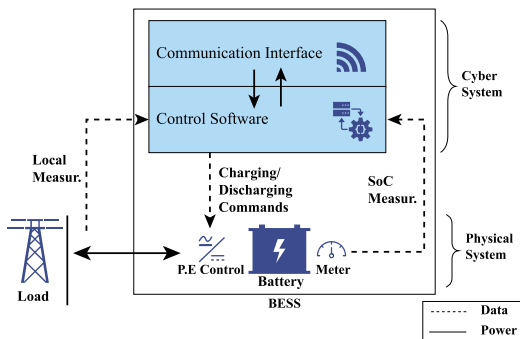 Communication Interface
Control Software
Cyber
System
Local
Measur.
Charging/
Discharging
Commands
SoC
Measur.
Physical
System
P.E Control
Battery
Meter
Load
BESS
Data
Power